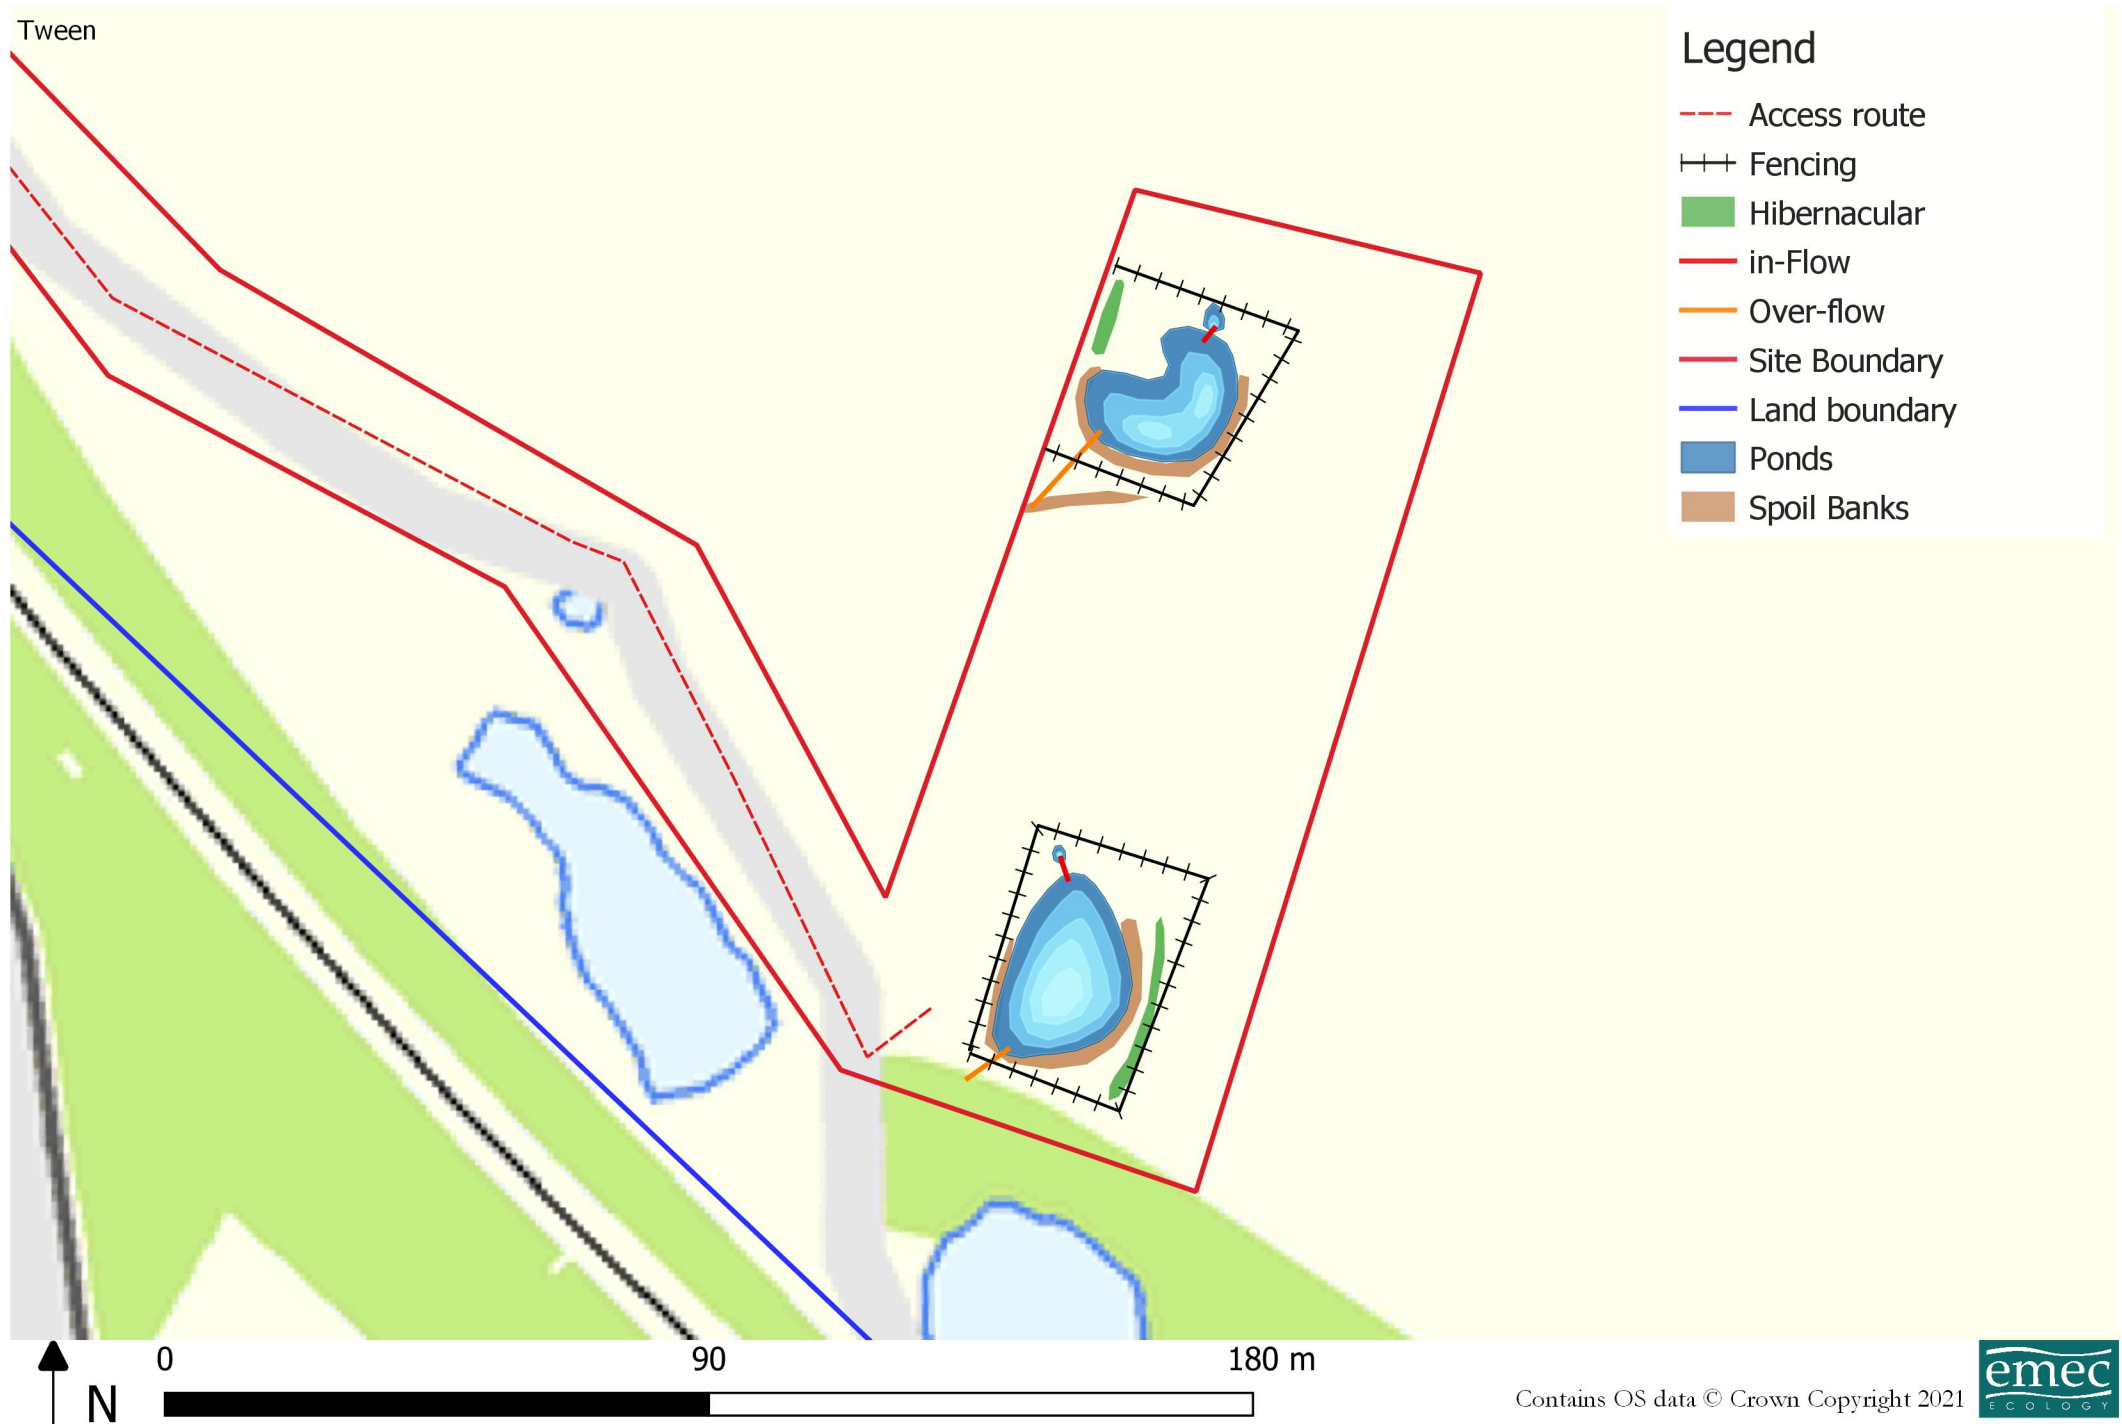 Tween
Legend
Access route
Fencing
Hibernacular
in-Flow
Over-flow
Site Boundary
Land boundary
Ponds
Spoil Banks
0 90 180 m
N
Contains OS data © Crown Copyright 2021
emec
ECOLOGY